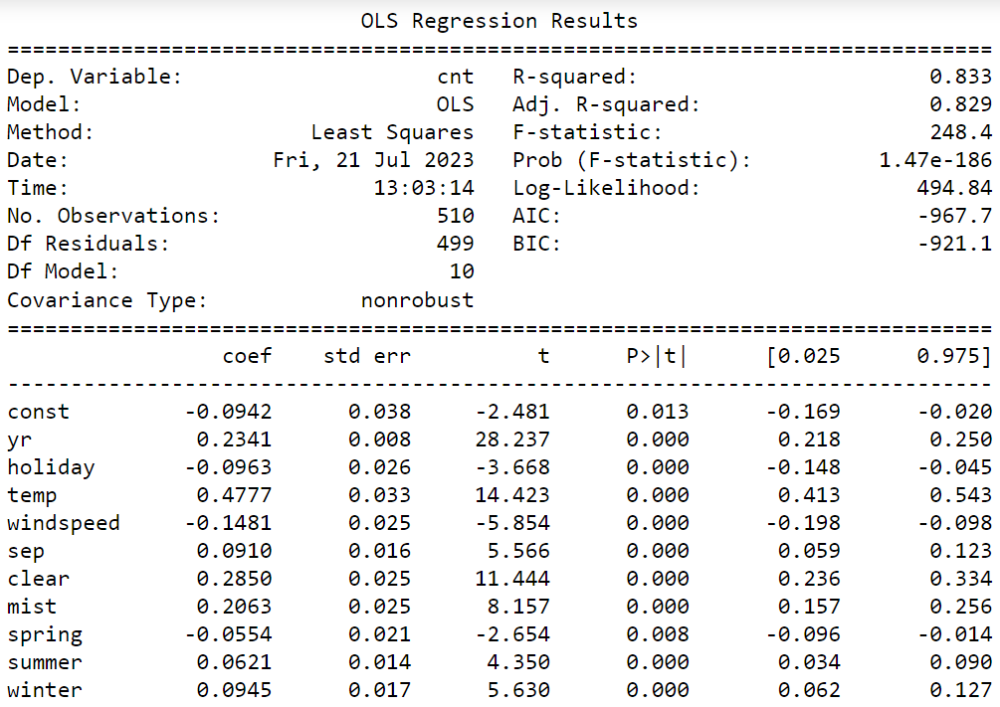 OLS Regression Results
==============================================================================
Dep. Variable:                    cnt   R-squared:                       0.833
Model:                            OLS   Adj. R-squared:                  0.829
Method:                 Least Squares   F-statistic:                     248.4
Date:                Fri, 21 Jul 2023   Prob (F-statistic):          1.47e-186
Time:                        13:03:14   Log-Likelihood:                 494.84
No. Observations:                 510   AIC:                            -967.7
Df Residuals:                     499   BIC:                            -921.1
Df Model:                          10
Covariance Type:            nonrobust
==============================================================================
                 coef    std err          t      P>|t|      [0.025      0.975]
------------------------------------------------------------------------------
const         -0.0942      0.038     -2.481      0.013      -0.169      -0.020
yr             0.2341      0.008     28.237      0.000       0.218       0.250
holiday       -0.0963      0.026     -3.668      0.000      -0.148      -0.045
temp           0.4777      0.033     14.423      0.000       0.413       0.543
windspeed     -0.1481      0.025     -5.854      0.000      -0.198      -0.098
sep            0.0910      0.016      5.566      0.000       0.059       0.123
clear          0.2850      0.025     11.444      0.000       0.236       0.334
mist           0.2063      0.025      8.157      0.000       0.157       0.256
spring        -0.0554      0.021     -2.654      0.008      -0.096      -0.014
summer         0.0621      0.014      4.350      0.000       0.034       0.090
winter         0.0945      0.017      5.630      0.000       0.062       0.127